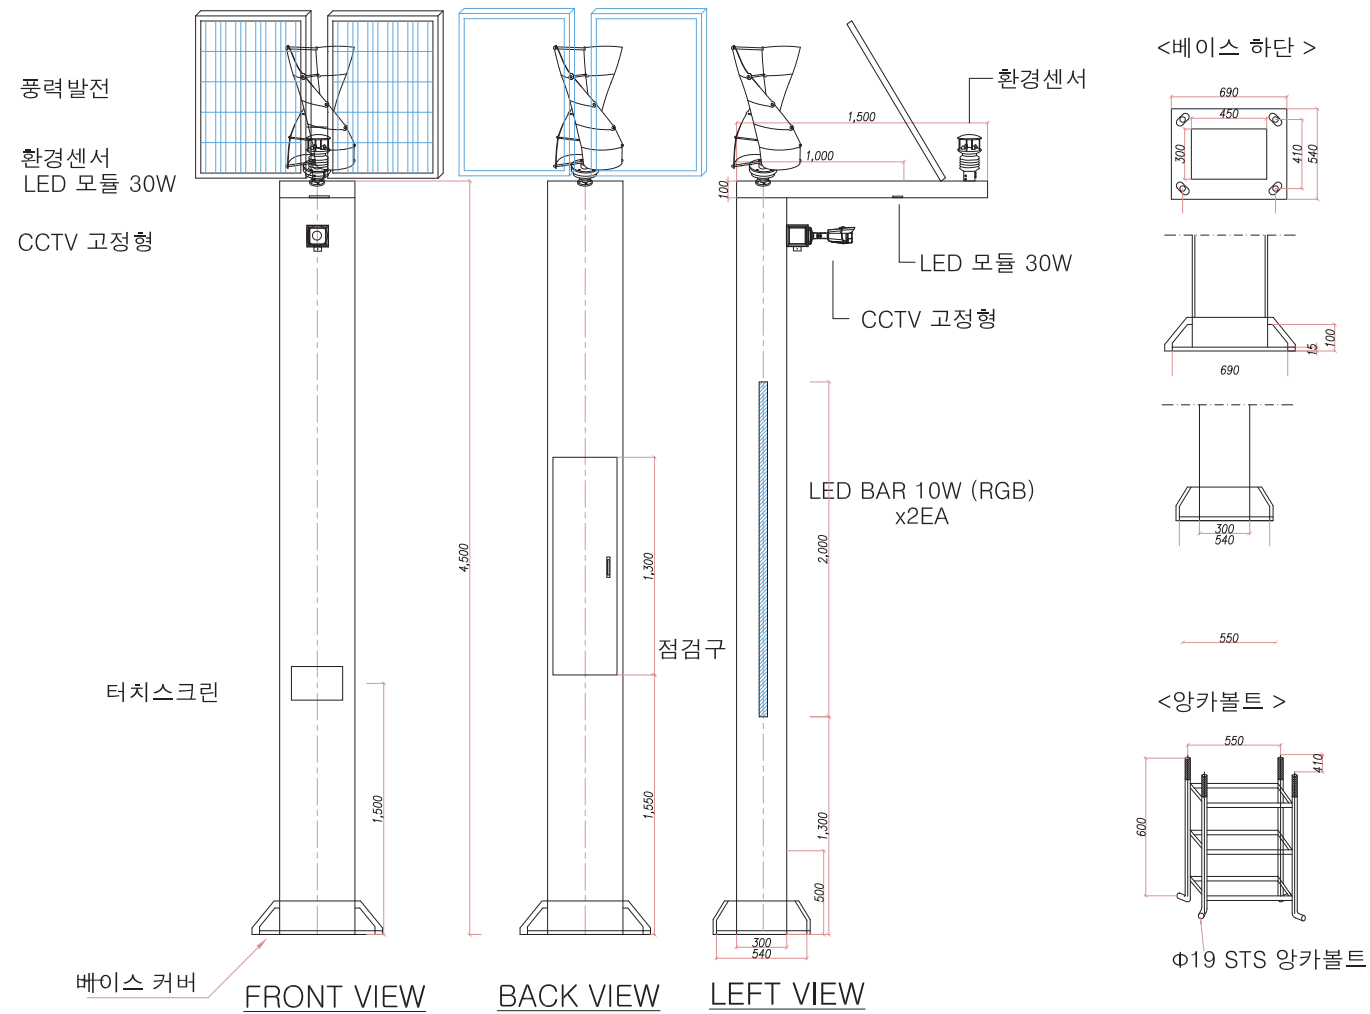 풍력발전
환경센서
LED 모듈 30W
CCTV 고정형
4,500
터치스크린
1,500
베이스 커버
FRONT VIEW
1,300
점검구
1,550
BACK VIEW
환경센서
1,500
1,000
100
LED 모듈 30W
CCTV 고정형
LED BAR 10W (RGB)
x2EA
2,000
1,300
500
300
540
LEFT VIEW
<베이스 하단 >
690
450
300
410
540
100
15
690
300
540
550
<앙카볼트 >
550
410
600
Φ19 STS 앙카볼트